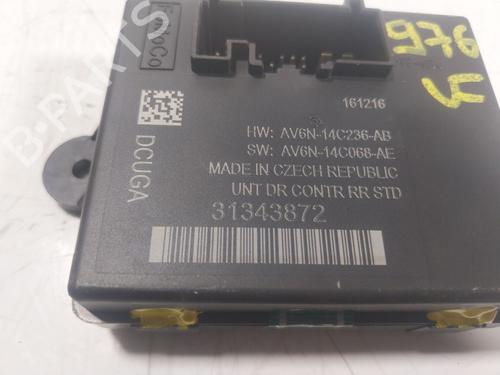 FoMoCo
976
161216
HW: AV6N-14C236-AB
SW: AV6N-14C068-AE
MADE IN CZECH REPUBLIC
UNT DR CONTR RR STD
31343872
DCUGA
B-PARTS